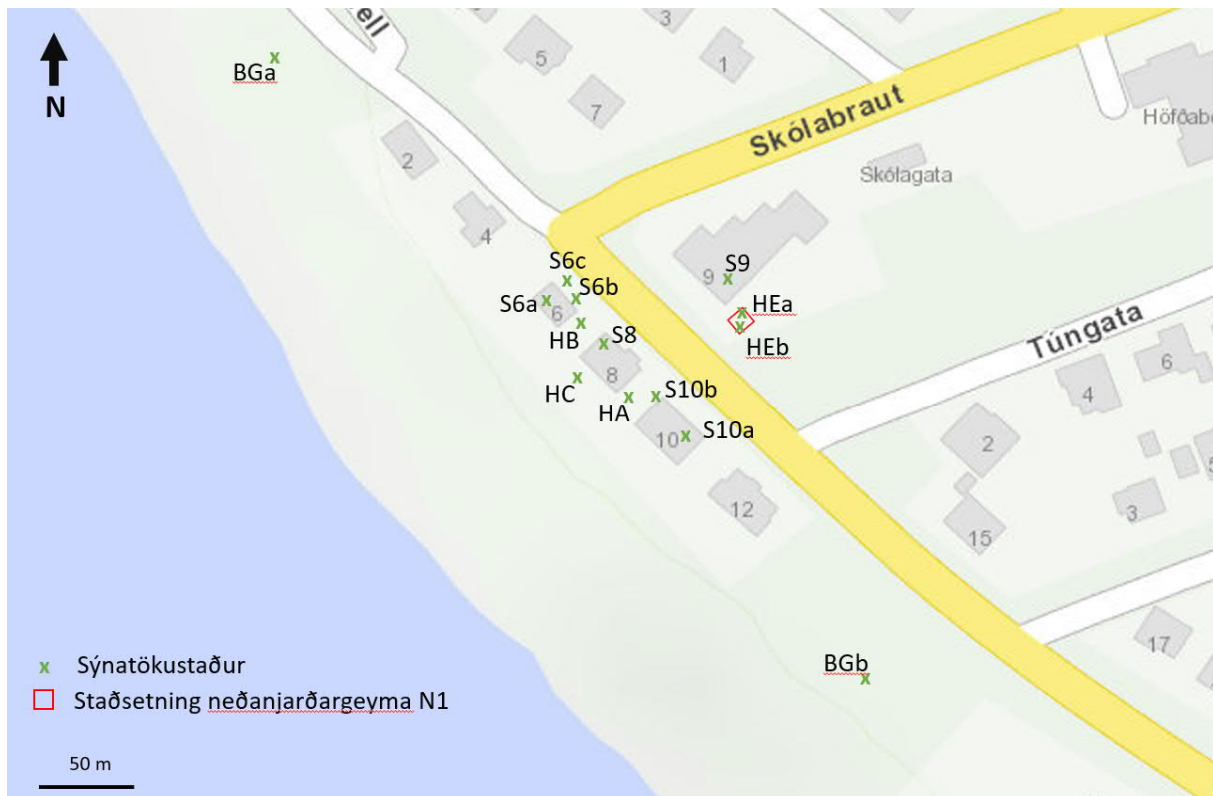 ell
3
BGa
N
5
1
7
Skólabraut
Höfðab
2
Skólagata
4
S6c
S6b
S6a
6
9
S9
HEa
HEb
HB
S8
8
Túngata
6
HC
HA
S10b
4
10
S10a
2
12
3
15
17
BGb
x Sýnatökustaður
Staðsetning neðanjarðargeyma N1
50 m